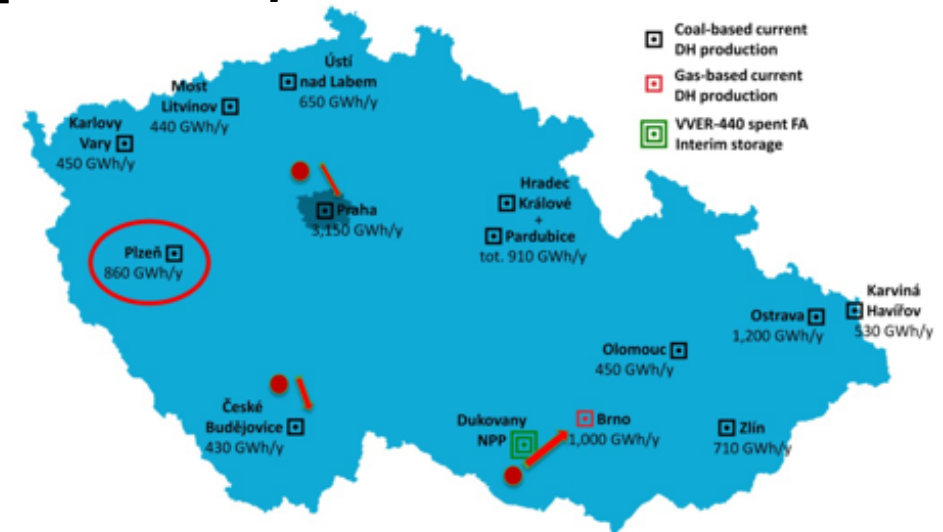 Coal-based current
DH production
Gas-based current
DH production
VVER-440 spent FA
Interim storage
Ústí
nad Labem
650 GWh/y
Most
Litvínov
440 GWh/y
Karlovy
Vary
450 GWh/y
Praha
3,150 GWh/y
Hradec
Králové
+
Pardubice
tot. 910 GWh/y
Plzeň
860 GWh/y
Karviná
Havířov
530 GWh/y
Ostrava
1,200 GWh/y
Olomouc
450 GWh/y
České
Budějovice
430 GWh/y
Dukovany
NPP
Brno
1,000 GWh/y
Zlín
710 GWh/y